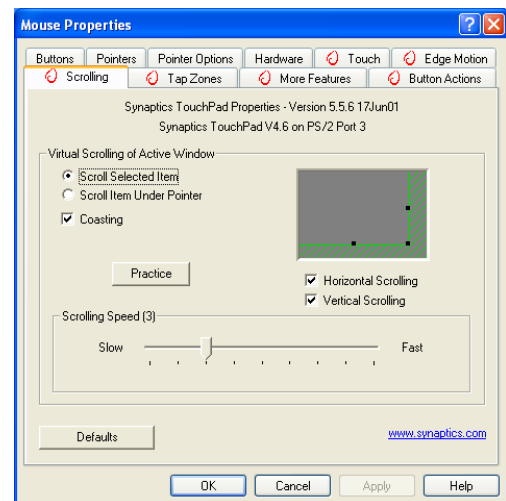 Mouse Properties
Buttons Pointers Pointer Options Hardware Touch Edge Motion
Scrolling Tap Zones More Features Button Actions
Synaptics TouchPad Properties - Version 5.5.6 17Jun01
Synaptics TouchPad V4.6 on PS/2 Port 3
Virtual Scrolling of Active Window
Scroll Selected Item
Scroll Item Under Pointer
Coasting
Practice
Horizontal Scrolling
Vertical Scrolling
Scrolling Speed (3)
Slow Fast
Defaults www.synaptics.com
OK Cancel Apply Help